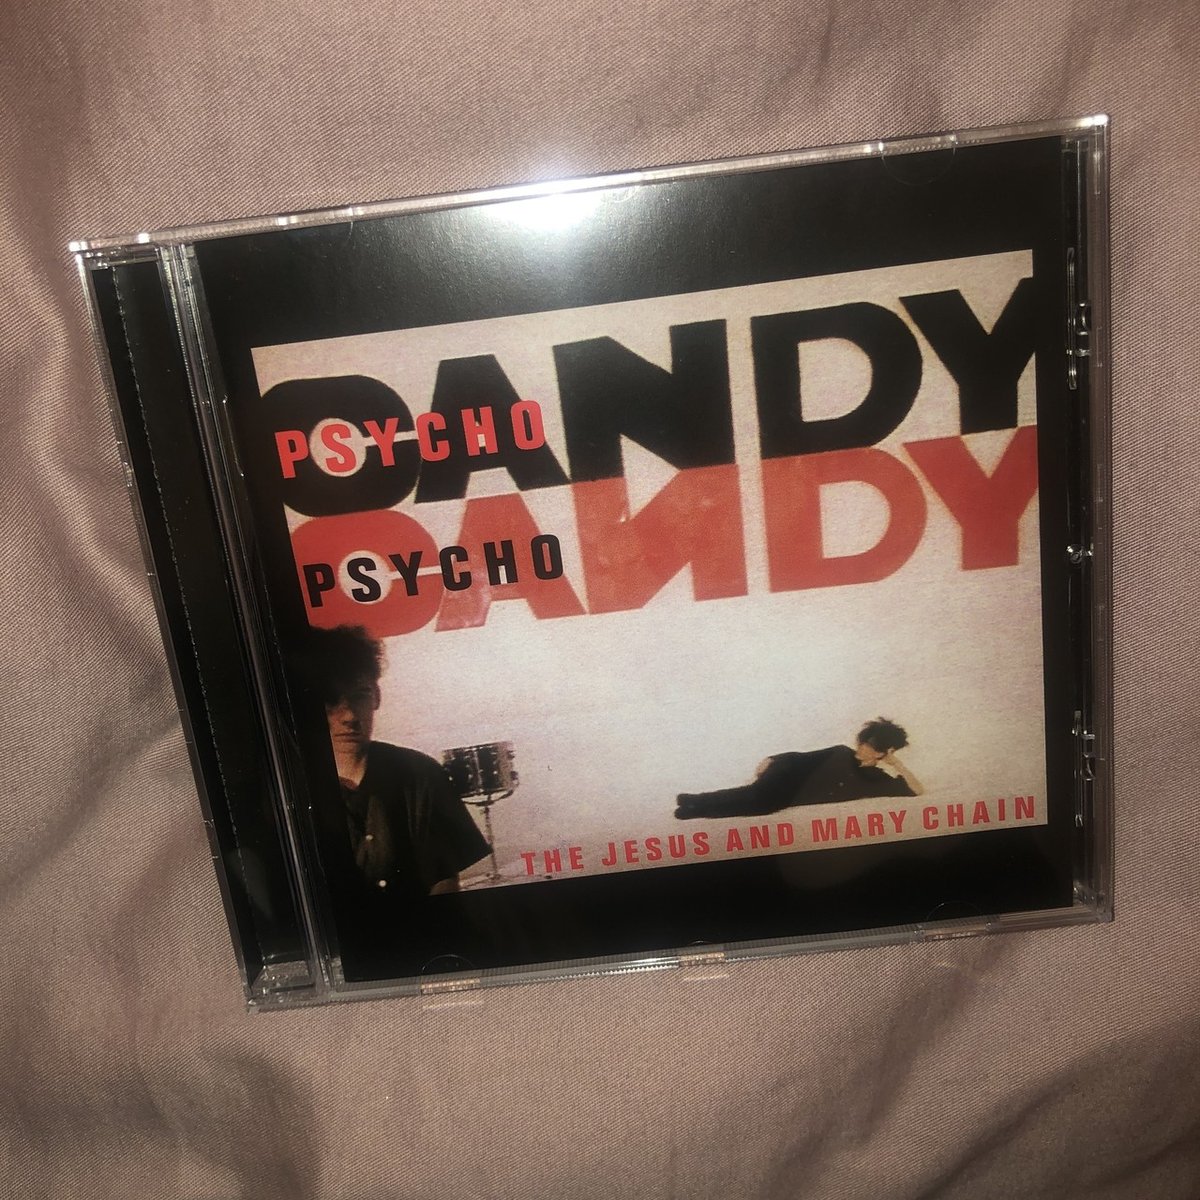 CANDY
PSYCHO
CANDY
PSYCHO
THE JESUS AND MARY CHAIN